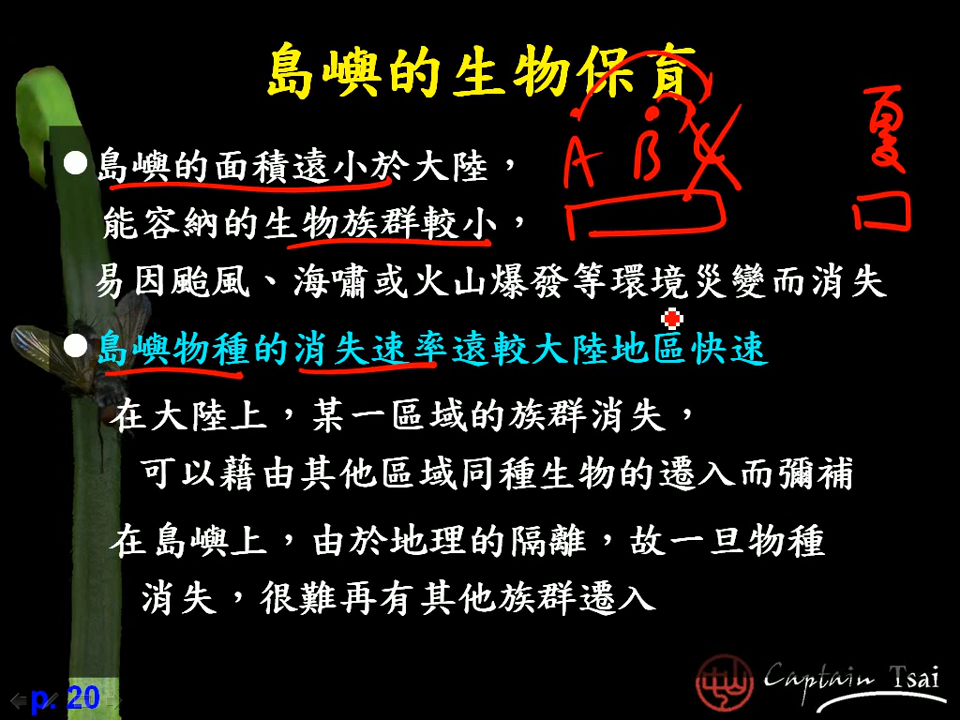 島嶼的生物保育
A B C
夏
●島嶼的面積遠小於大陸，
能容納的生物族群較小，
易因颱風、海嘯或火山爆發等環境災變而消失
●島嶼物種的消失速率遠較大陸地區快速
在大陸上，某一區域的族群消失，
可以藉由其他區域同種生物的遷入而彌補
在島嶼上，由於地理的隔離，故一旦物種
消失，很難再有其他族群遷入
p. 20
Captain Tsai